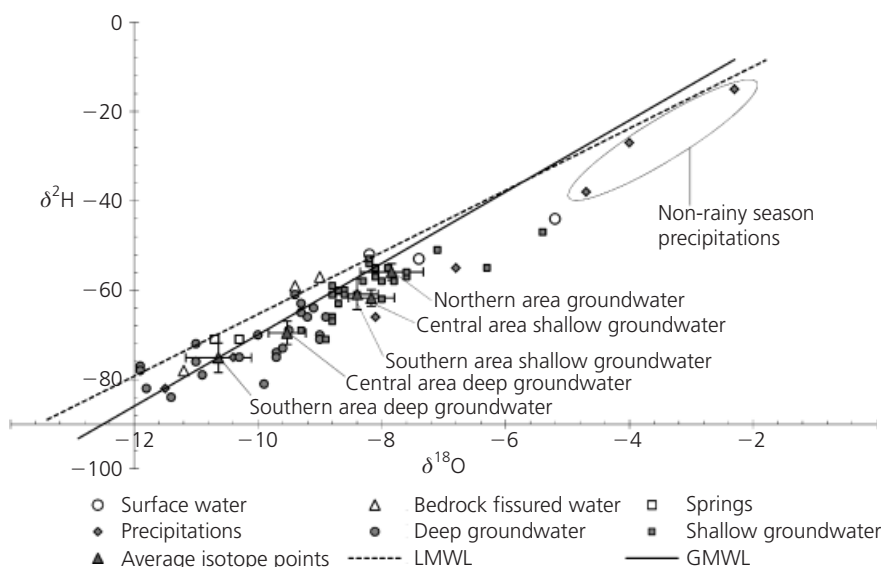 0
−20
−40
−60
−80
−100
δ²H
−12
−10
−8
−6
−4
−2
δ¹⁸O
Non-rainy season
precipitations
Northern area groundwater
Central area shallow groundwater
Southern area shallow groundwater
Central area deep groundwater
Southern area deep groundwater
Surface water
Bedrock fissured water
Springs
Precipitations
Deep groundwater
Shallow groundwater
Average isotope points
LMWL
GMWL